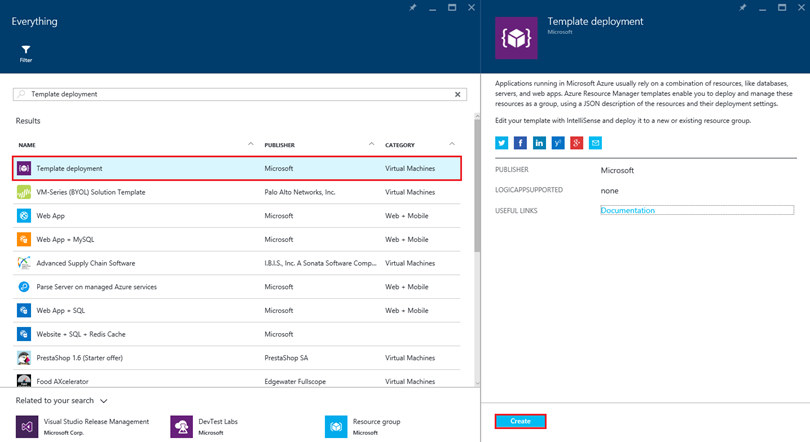 Everything
Filter
Template deployment
Results
NAME PUBLISHER CATEGORY
Template deployment Microsoft Virtual Machines
VM-Series (BYOL) Solution Template Palo Alto Networks, Inc. Virtual Machines
Web App Microsoft Web + Mobile
Web App + MySQL Microsoft Web + Mobile
Advanced Supply Chain Software I.B.I.S., Inc. A Sonata Software Comp... Virtual Machines
Parse Server on managed Azure services Microsoft Web + Mobile
Web App + SQL Microsoft Web + Mobile
Website + SQL + Redis Cache Microsoft
PrestaShop 1.6 (Starter offer) PrestaShop SA Virtual Machines
Food AXcelerator Edgewater Fullscope Virtual Machines
Related to your search
Visual Studio Release Management
Microsoft Corp.
DevTest Labs
Microsoft
Resource group
Microsoft
Template deployment
Microsoft
Applications running in Microsoft Azure usually rely on a combination of resources, like databases,
servers, and web apps. Azure Resource Manager templates enable you to deploy and manage these
resources as a group, using a JSON description of the resources and their deployment settings.
Edit your template with IntelliSense and deploy it to a new or existing resource group.
PUBLISHER Microsoft
LOGICAPPSUPPORTED none
USEFUL LINKS Documentation
Create